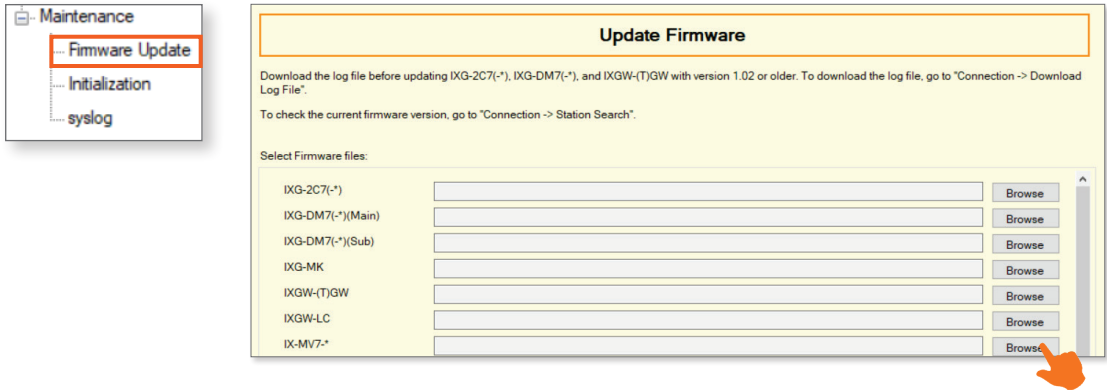 Maintenance
Firmware Update
Initialization
syslog
Update Firmware
Download the log file before updating IXG-2C7(-*), IXG-DM7(-*), and IXGW-(T)GW with version 1.02 or older. To download the log file, go to "Connection -> Download
Log File".
To check the current firmware version, go to "Connection -> Station Search".
Select Firmware files:
IXG-2C7(-*) Browse
IXG-DM7(-*)(Main) Browse
IXG-DM7(-*)(Sub) Browse
IXG-MK Browse
IXGW-(T)GW Browse
IXGW-LC Browse
IX-MV7-* Browse